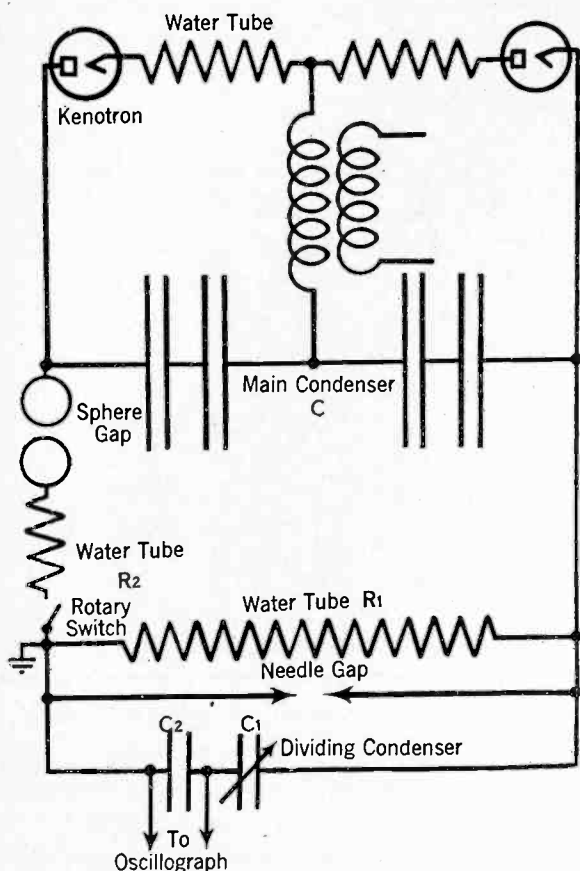 Water Tube
Kenotron
Main Condenser
C
Sphere
Gap
Water Tube
R2
Rotary
Switch
Water Tube R1
Needle Gap
C2 C1
Dividing Condenser
To
Oscillograph